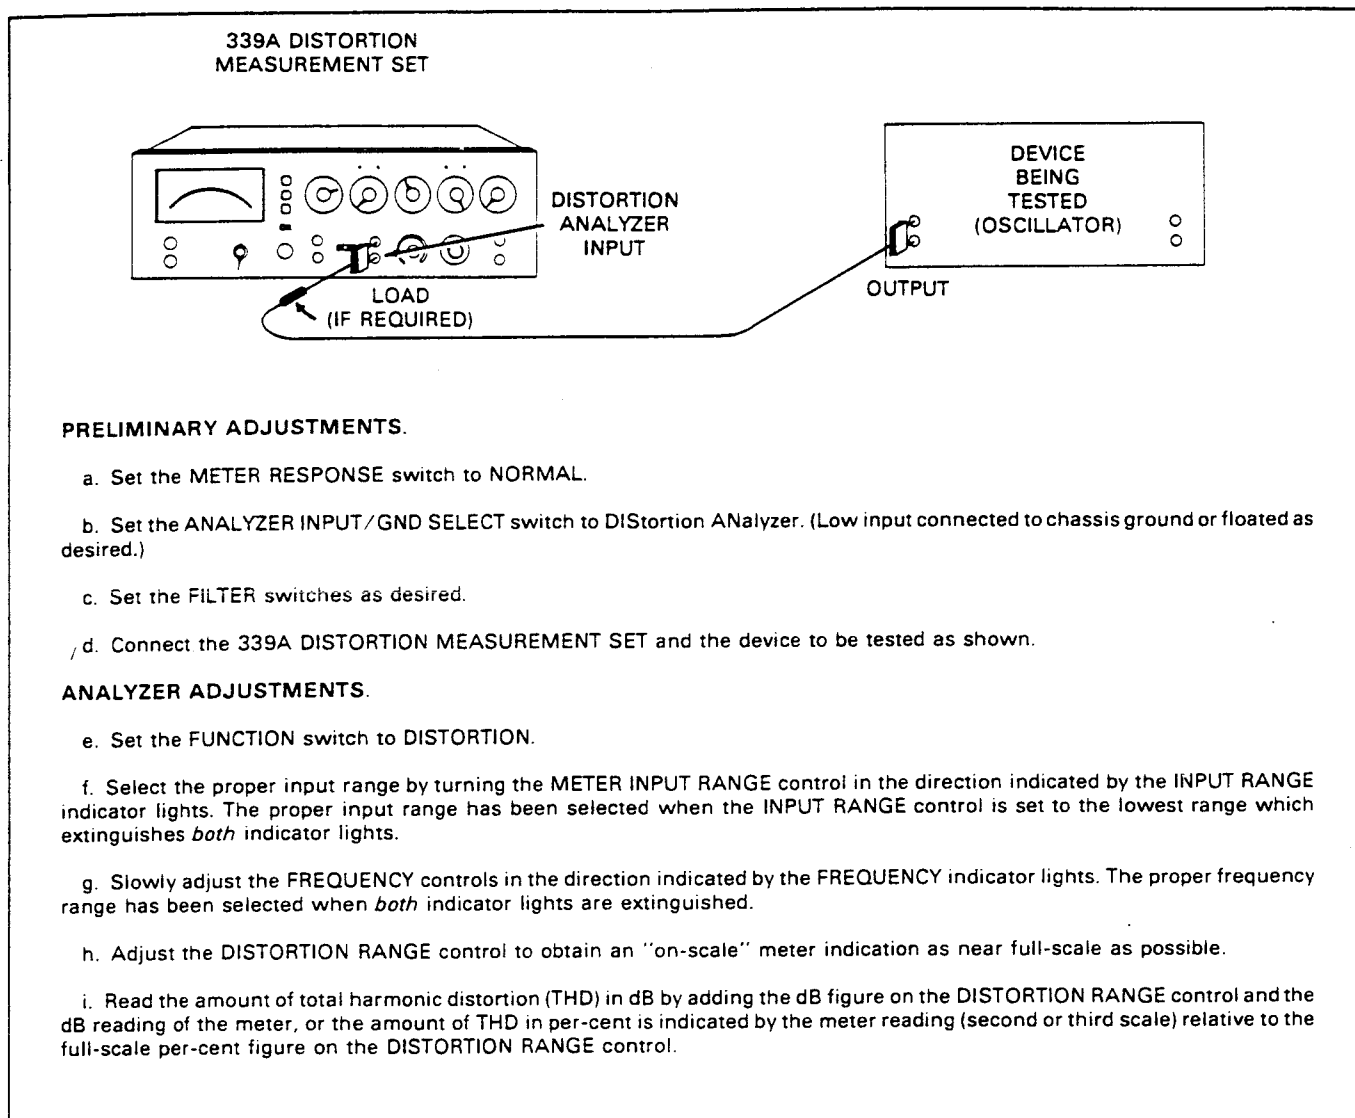 339A DISTORTION
MEASUREMENT SET
DISTORTION
ANALYZER
INPUT
LOAD
(IF REQUIRED)
DEVICE
BEING
TESTED
(OSCILLATOR)
OUTPUT
PRELIMINARY ADJUSTMENTS.
a. Set the METER RESPONSE switch to NORMAL.
b. Set the ANALYZER INPUT/GND SELECT switch to DIStortion ANalyzer. (Low input connected to chassis ground or floated as
desired.)
c. Set the FILTER switches as desired.
d. Connect the 339A DISTORTION MEASUREMENT SET and the device to be tested as shown.
ANALYZER ADJUSTMENTS.
e. Set the FUNCTION switch to DISTORTION.
f. Select the proper input range by turning the METER INPUT RANGE control in the direction indicated by the INPUT RANGE
indicator lights. The proper input range has been selected when the INPUT RANGE control is set to the lowest range which
extinguishes both indicator lights.
g. Slowly adjust the FREQUENCY controls in the direction indicated by the FREQUENCY indicator lights. The proper frequency
range has been selected when both indicator lights are extinguished.
h. Adjust the DISTORTION RANGE control to obtain an "on-scale" meter indication as near full-scale as possible.
i. Read the amount of total harmonic distortion (THD) in dB by adding the dB figure on the DISTORTION RANGE control and the
dB reading of the meter, or the amount of THD in per-cent is indicated by the meter reading (second or third scale) relative to the
full-scale per-cent figure on the DISTORTION RANGE control.